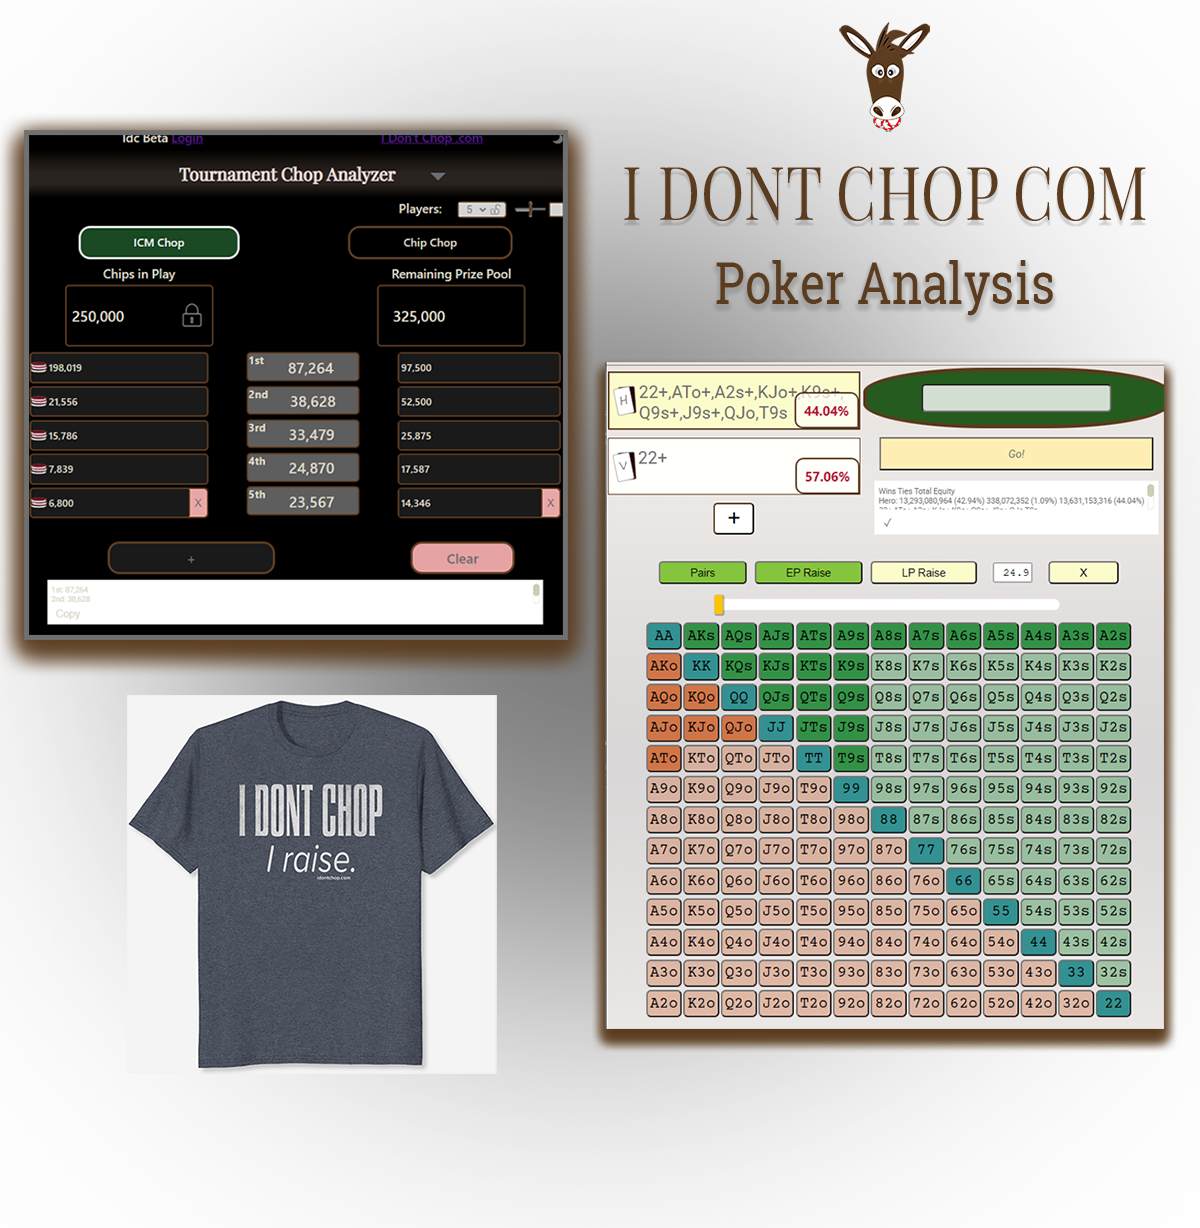 I DONT CHOP COM
Poker Analysis
Idc Beta Login
I Don't Chop .com
Tournament Chop Analyzer
Players: 5
ICM Chop
Chip Chop
Chips in Play
Remaining Prize Pool
250,000
325,000
198,019 1st 87,264 97,500
21,556 2nd 38,628 52,500
15,786 3rd 33,479 25,875
7,839 4th 24,870 17,587
6,800 X 5th 23,567 14,346 X
+
Clear
1st: 87,264
2nd: 38,628
Copy
H 22+,ATo+,A2s+,KJo+,K9s+,
Q9s+,J9s+,QJo,T9s
44.04%
V 22+
57.06%
+
Go!
Wins Ties Total Equity
Hero: 13,293,080,964 (42.94%) 338,072,352 (1.09%) 13,631,153,316 (44.04%)
✓
Pairs
EP Raise
LP Raise
24.9
X
AA AKs AQs AJs ATs A9s A8s A7s A6s A5s A4s A3s A2s
AKo KK KQs KJs KTs K9s K8s K7s K6s K5s K4s K3s K2s
AQo KQo QQ QJs QTs Q9s Q8s Q7s Q6s Q5s Q4s Q3s Q2s
AJo KJo QJo JJ JTs J9s J8s J7s J6s J5s J4s J3s J2s
ATo KTo QTo JTo TT T9s T8s T7s T6s T5s T4s T3s T2s
A9o K9o Q9o J9o T9o 99 98s 97s 96s 95s 94s 93s 92s
A8o K8o Q8o J8o T8o 98o 88 87s 86s 85s 84s 83s 82s
A7o K7o Q7o J7o T7o 97o 87o 77 76s 75s 74s 73s 72s
A6o K6o Q6o J6o T6o 96o 86o 76o 66 65s 64s 63s 62s
A5o K5o Q5o J5o T5o 95o 85o 75o 65o 55 54s 53s 52s
A4o K4o Q4o J4o T4o 94o 84o 74o 64o 54o 44 43s 42s
A3o K3o Q3o J3o T3o 93o 83o 73o 63o 53o 43o 33 32s
A2o K2o Q2o J2o T2o 92o 82o 72o 62o 52o 42o 32o 22
I DONT CHOP
I raise.
idontchop.com